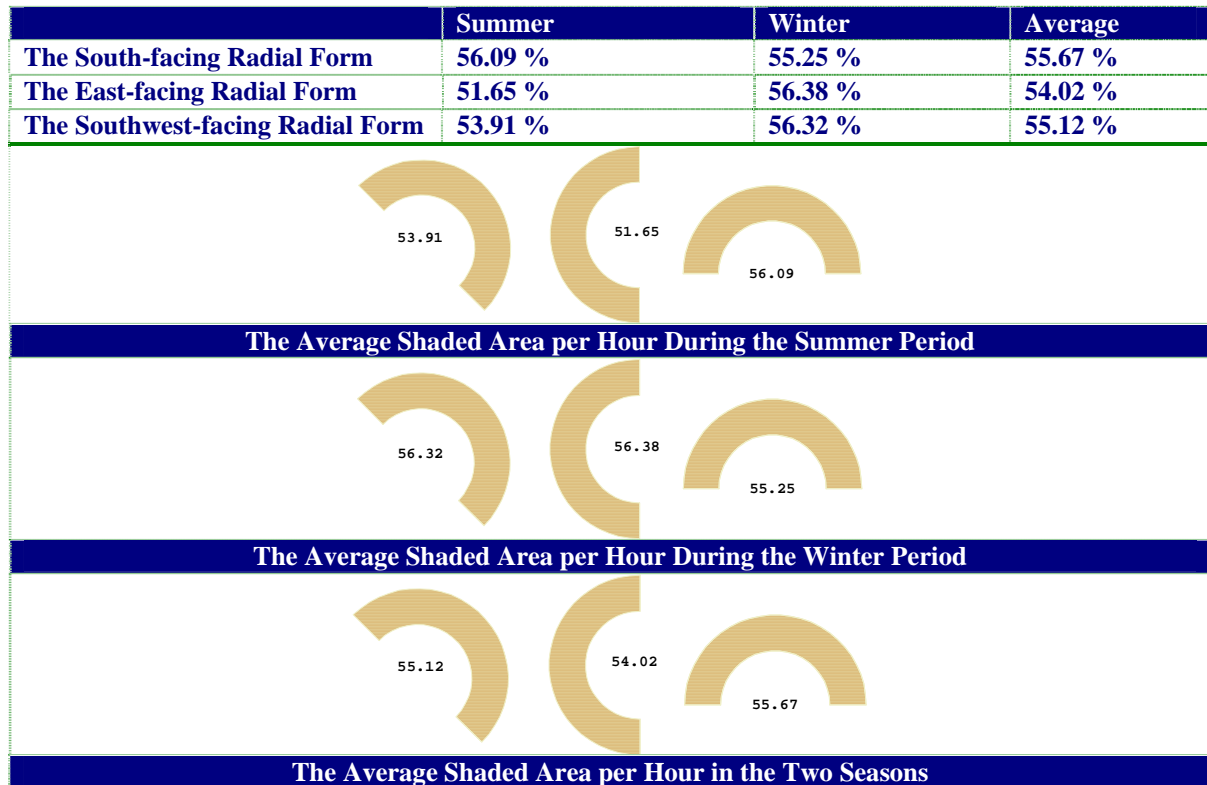 Summer Winter Average
The South-facing Radial Form 56.09 % 55.25 % 55.67 %
The East-facing Radial Form 51.65 % 56.38 % 54.02 %
The Southwest-facing Radial Form 53.91 % 56.32 % 55.12 %
53.91 51.65 56.09
The Average Shaded Area per Hour During the Summer Period
56.32 56.38 55.25
The Average Shaded Area per Hour During the Winter Period
55.12 54.02 55.67
The Average Shaded Area per Hour in the Two Seasons